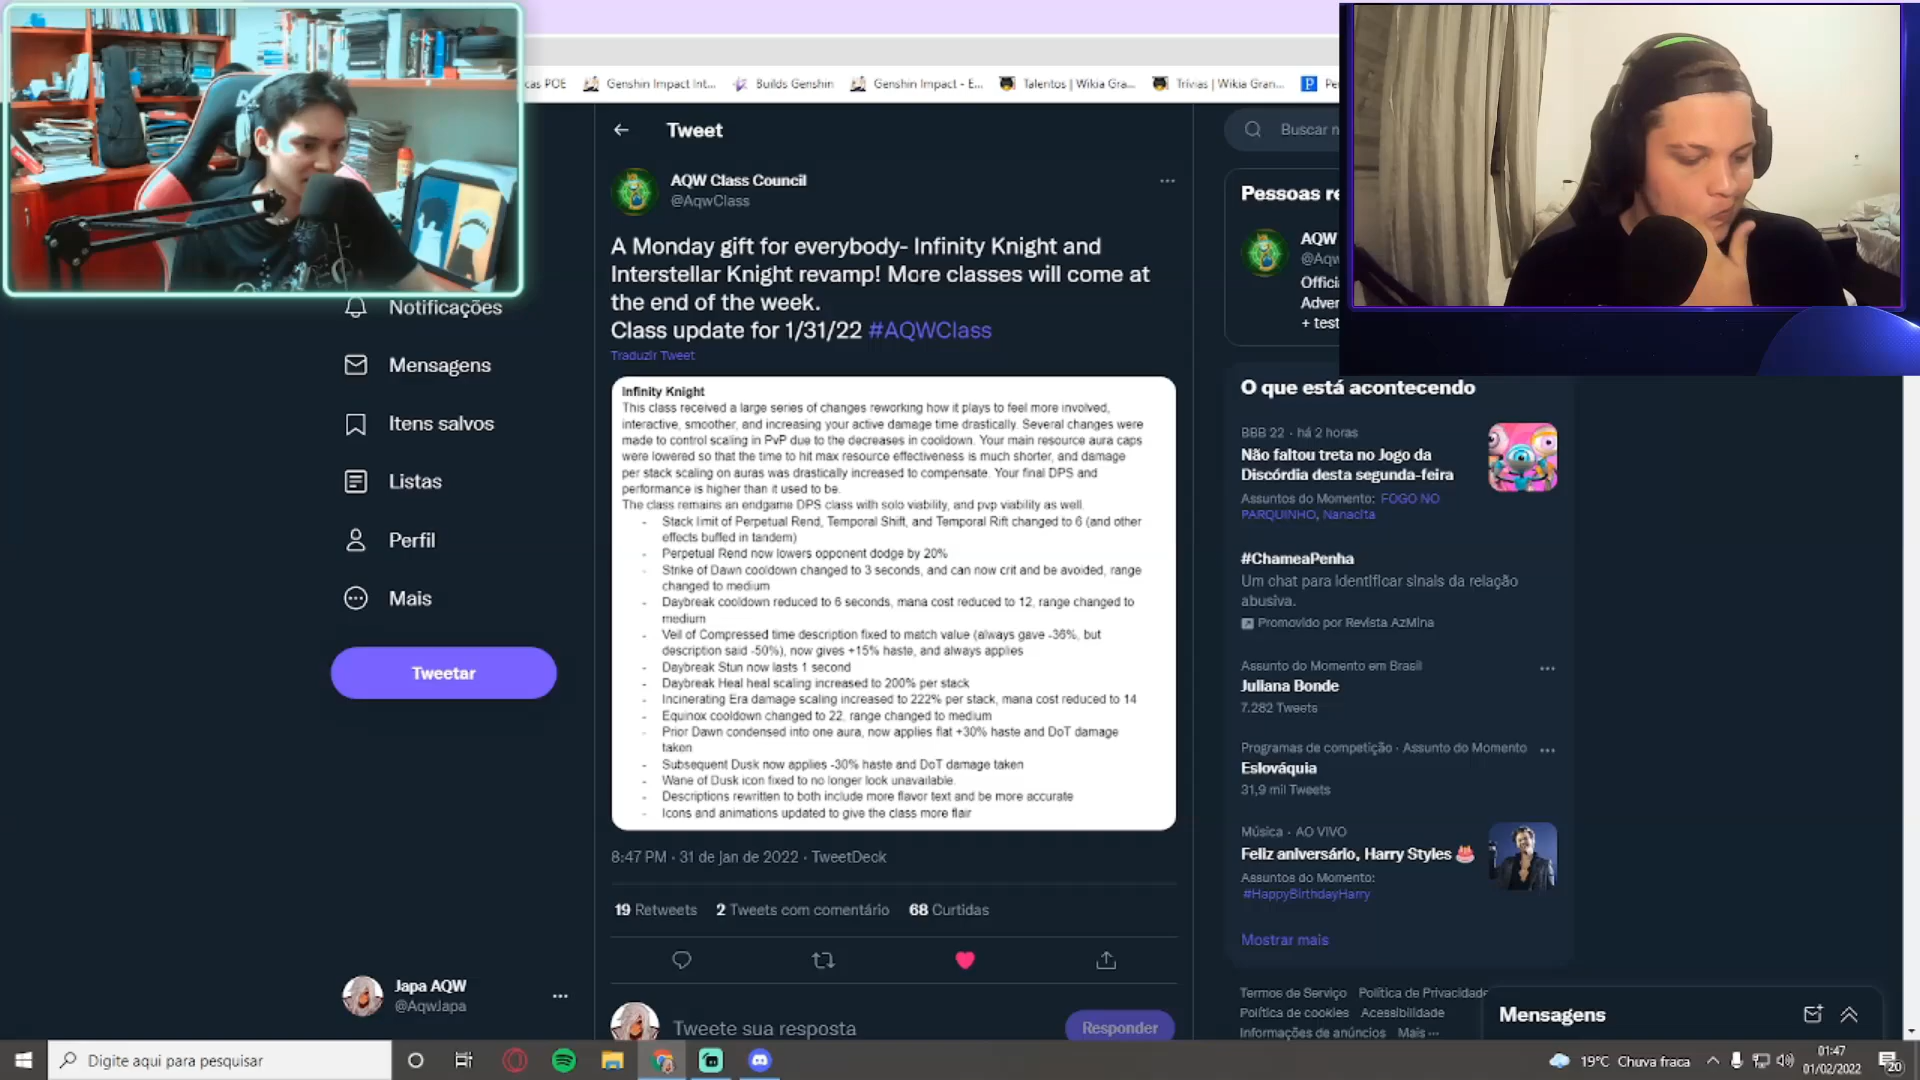 cas POE
Genshin Impact Int...
Builds Genshin
Genshin Impact - E...
Talentos | Wikia Gra...
Trivias | Wikia Gran...
Tweet
Buscar n
AQW Class Council
@AqwClass
Pessoas re
AQW
@Aqw
Offici
Adver
+ test
A Monday gift for everybody- Infinity Knight and
Interstellar Knight revamp! More classes will come at
the end of the week.
Class update for 1/31/22 #AQWClass
Traduzir Tweet
Infinity Knight
This class received a large series of changes reworking how it plays to feel more involved,
interactive, smoother, and increasing your active damage time drastically. Several changes were
made to control scaling in PvP due to the decreases in cooldown. Your main resource aura caps
were lowered so that the time to hit max resource effectiveness is much shorter, and damage
per stack scaling on auras was drastically increased to compensate. Your final DPS and
performance is higher than it used to be.
The class remains an endgame DPS class with solo viability, and pvp viability as well.
- Stack limit of Perpetual Rend, Temporal Shift, and Temporal Rift changed to 6 (and other
effects buffed in tandem)
- Perpetual Rend now lowers opponent dodge by 20%
- Strike of Dawn cooldown changed to 3 seconds, and can now crit and be avoided, range
changed to medium
- Daybreak cooldown reduced to 6 seconds, mana cost reduced to 12, range changed to
medium
- Veil of Compressed time description fixed to match value (always gave -36%, but
description said -50%), now gives +15% haste, and always applies
- Daybreak Stun now lasts 1 second
- Daybreak Heal heal scaling increased to 200% per stack
- Incinerating Era damage scaling increased to 222% per stack, mana cost reduced to 14
- Equinox cooldown changed to 22, range changed to medium
- Prior Dawn condensed into one aura, now applies flat +30% haste and DoT damage
taken
- Subsequent Dusk now applies -30% haste and DoT damage taken
- Wane of Dusk icon fixed to no longer look unavailable.
- Descriptions rewritten to both include more flavor text and be more accurate
- Icons and animations updated to give the class more flair
8:47 PM · 31 de jan de 2022 · TweetDeck
19 Retweets 2 Tweets com comentário 68 Curtidas
Tweete sua resposta
Responder
Notificações
Mensagens
Itens salvos
Listas
Perfil
Mais
Tweetar
Japa AQW
@AqwJapa
O que está acontecendo
BBB 22 · há 2 horas
Não faltou treta no Jogo da
Discórdia desta segunda-feira
Assuntos do Momento: FOGO NO
PARQUINHO, Nanacita
#ChameaPenha
Um chat para identificar sinais da relação
abusiva.
Promovido por Revista AzMina
Assunto do Momento em Brasil
Juliana Bonde
7.282 Tweets
Programas de competição · Assunto do Momento
Eslováquia
31,9 mil Tweets
Música · AO VIVO
Feliz aniversário, Harry Styles
Assuntos do Momento:
#HappyBirthdayHarry
Mostrar mais
Termos de Serviço Política de Privacidade
Política de cookies Acessibilidade
Informações de anúncios Mais
Mensagens
Digite aqui para pesquisar
19°C Chuva fraca
01:47
01/02/2022
20